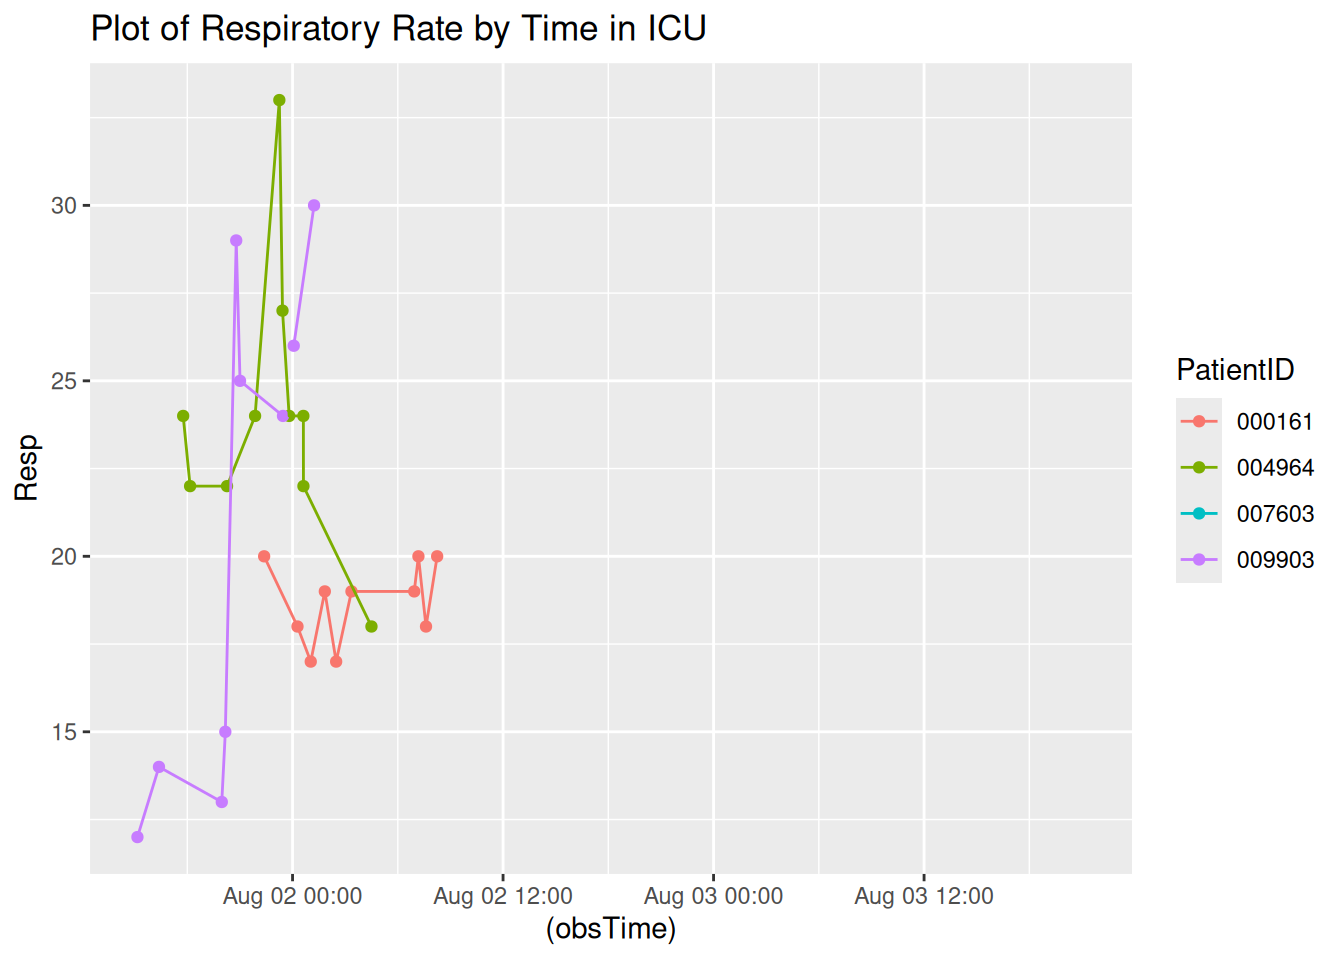 Plot of Respiratory Rate by Time in ICU
30
25
20
15
Resp
Aug 02 00:00
Aug 02 12:00
Aug 03 00:00
Aug 03 12:00
(obsTime)
PatientID
000161
004964
007603
009903